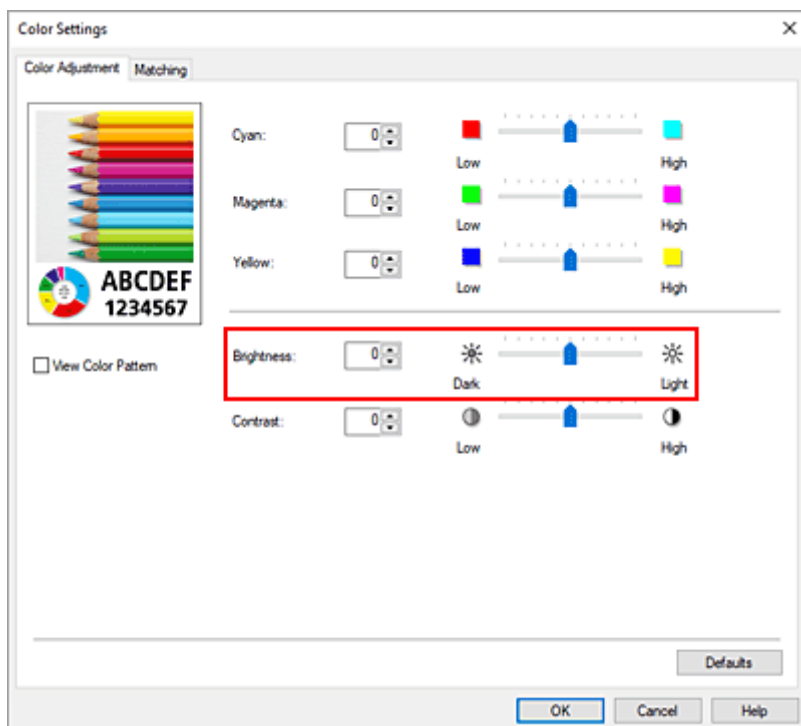 Color Settings
Color Adjustment Matching
Cyan: 0
Low High
Magenta: 0
Low High
Yellow: 0
Low High
ABCDEF
1234567
View Color Pattern
Brightness: 0
Dark Light
Contrast: 0
Low High
Defaults
OK Cancel Help